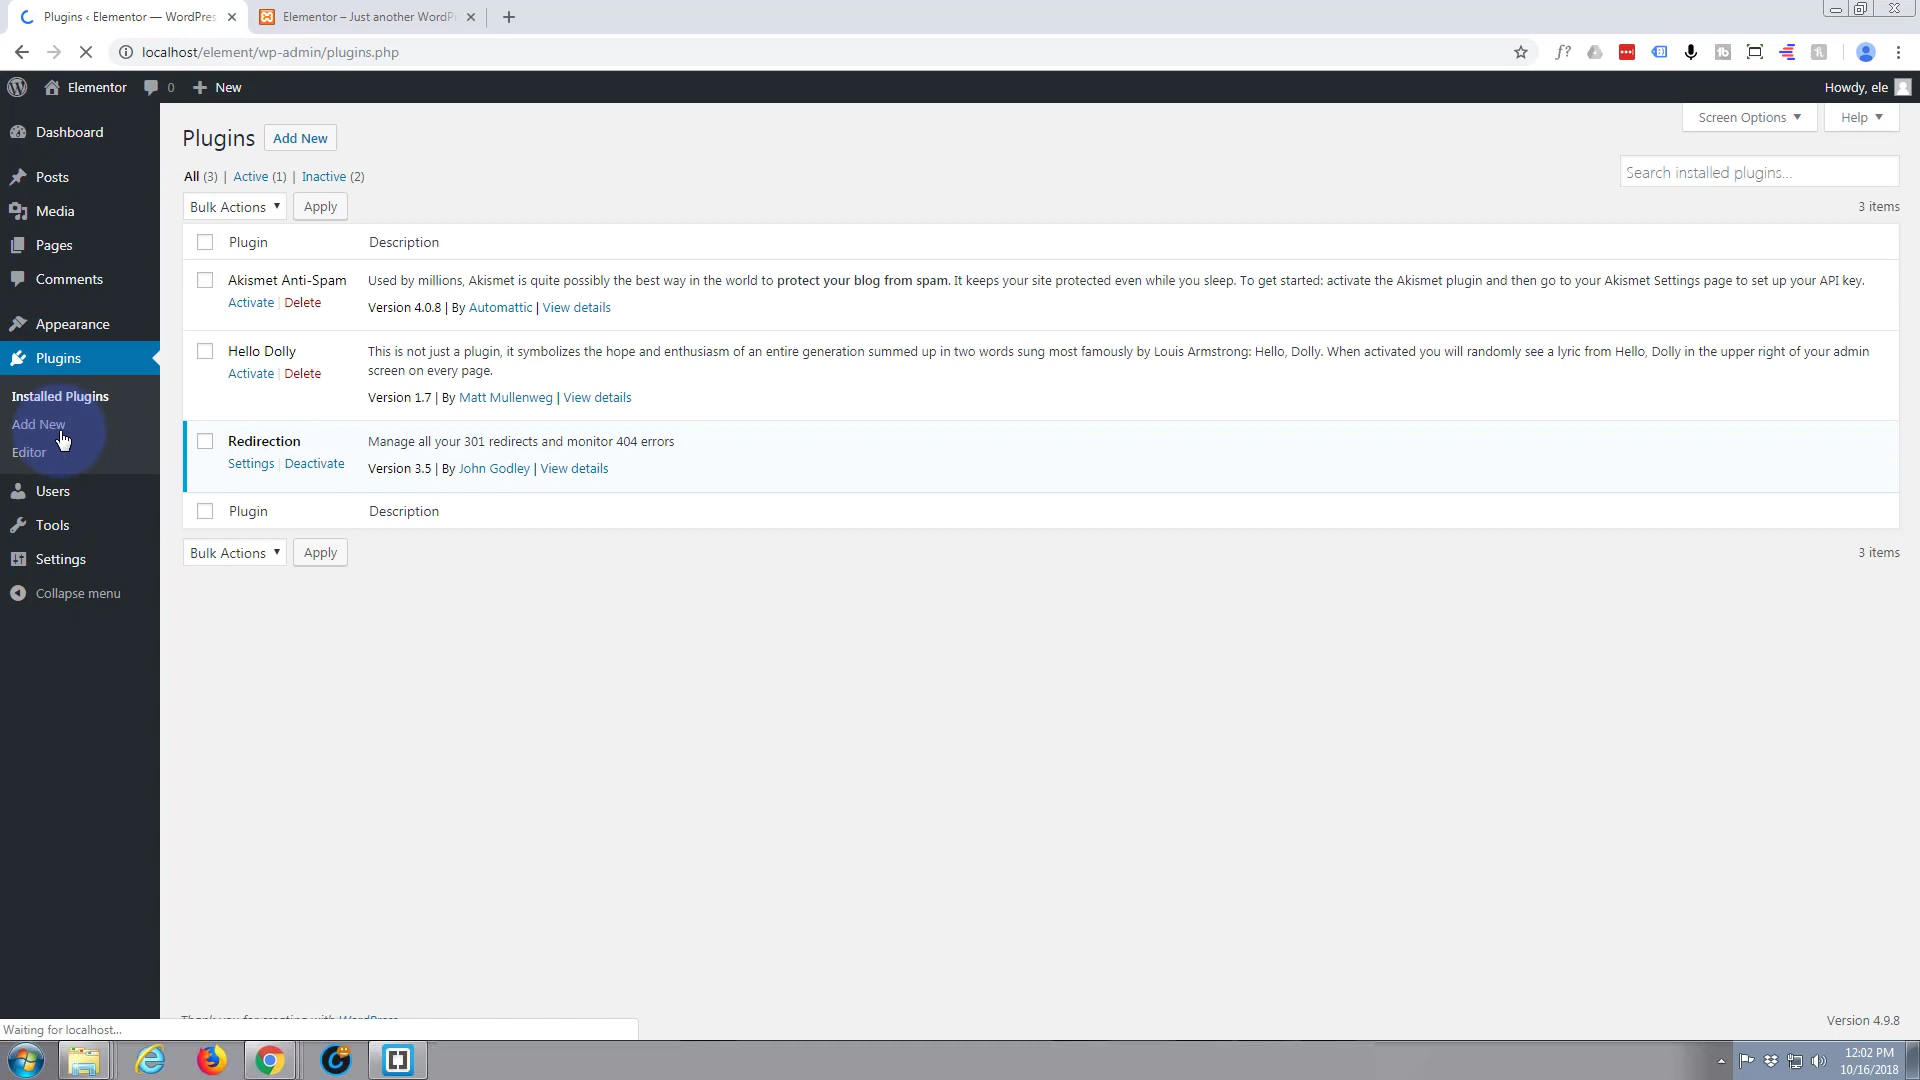 Plugins ‹ Elementor — WordPres
Elementor – Just another WordP
localhost/element/wp-admin/plugins.php
Elementor 0 New
Howdy, ele
Dashboard
Posts
Media
Pages
Comments
Appearance
Plugins
Installed Plugins
Add New
Editor
Users
Tools
Settings
Collapse menu
Screen Options ▼
Help ▼
Plugins Add New
All (3) | Active (1) | Inactive (2)
Search installed plugins...
Bulk Actions ▼ Apply
3 items
Plugin Description
Akismet Anti-Spam
Activate | Delete
Used by millions, Akismet is quite possibly the best way in the world to protect your blog from spam. It keeps your site protected even while you sleep. To get started: activate the Akismet plugin and then go to your Akismet Settings page to set up your API key.
Version 4.0.8 | By Automattic | View details
Hello Dolly
Activate | Delete
This is not just a plugin, it symbolizes the hope and enthusiasm of an entire generation summed up in two words sung most famously by Louis Armstrong: Hello, Dolly. When activated you will randomly see a lyric from Hello, Dolly in the upper right of your admin
screen on every page.
Version 1.7 | By Matt Mullenweg | View details
Redirection
Settings | Deactivate
Manage all your 301 redirects and monitor 404 errors
Version 3.5 | By John Godley | View details
Plugin Description
Bulk Actions ▼ Apply
3 items
Thank you for creating with WordPress
Version 4.9.8
Waiting for localhost...
12:02 PM
10/16/2018